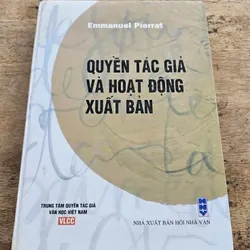 Emmanuel Pierrat
QUYỀN TÁC GIẢ
VÀ HOẠT ĐỘNG
XUẤT BẢN
TRUNG TÂM QUYỀN TÁC GIẢ
VĂN HỌC VIỆT NAM
VLCC
NHÀ XUẤT BẢN HỘI NHÀ VĂN